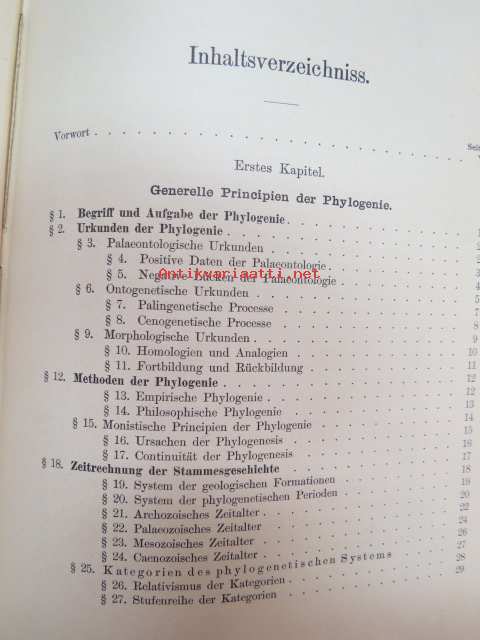 Inhaltsverzeichniss.
Vorwort
Erstes Kapitel.
Generelle Principien der Phylogenie.
§ 1. Begriff und Aufgabe der Phylogenie
§ 2. Urkunden der Phylogenie
§ 3. Palaeontologische Urkunden
§ 4. Positive Daten der Palaeontologie
§ 5. Negative Lücken der Palaeontologie
Antikvariaatti.net
§ 6. Ontogenetische Urkunden
§ 7. Palingenetische Processe
§ 8. Cenogenetische Processe
§ 9. Morphologische Urkunden
§ 10. Homologien und Analogien
§ 11. Fortbildung und Rückbildung
§ 12. Methoden der Phylogenie
§ 13. Empirische Phylogenie
§ 14. Philosophische Phylogenie
§ 15. Monistische Principien der Phylogenie
§ 16. Ursachen der Phylogenesis
§ 17. Continuität der Phylogenesis
§ 18. Zeitrechnung der Stammesgeschichte
§ 19. System der geologischen Formationen
§ 20. System der phylogenetischen Perioden
§ 21. Archozoisches Zeitalter
§ 22. Palaeozoisches Zeitalter
§ 23. Mesozoisches Zeitalter
§ 24. Caenozoisches Zeitalter
§ 25. Kategorien des phylogenetischen Systems
§ 26. Relativismus der Kategorien
§ 27. Stufenreihe der Kategorien